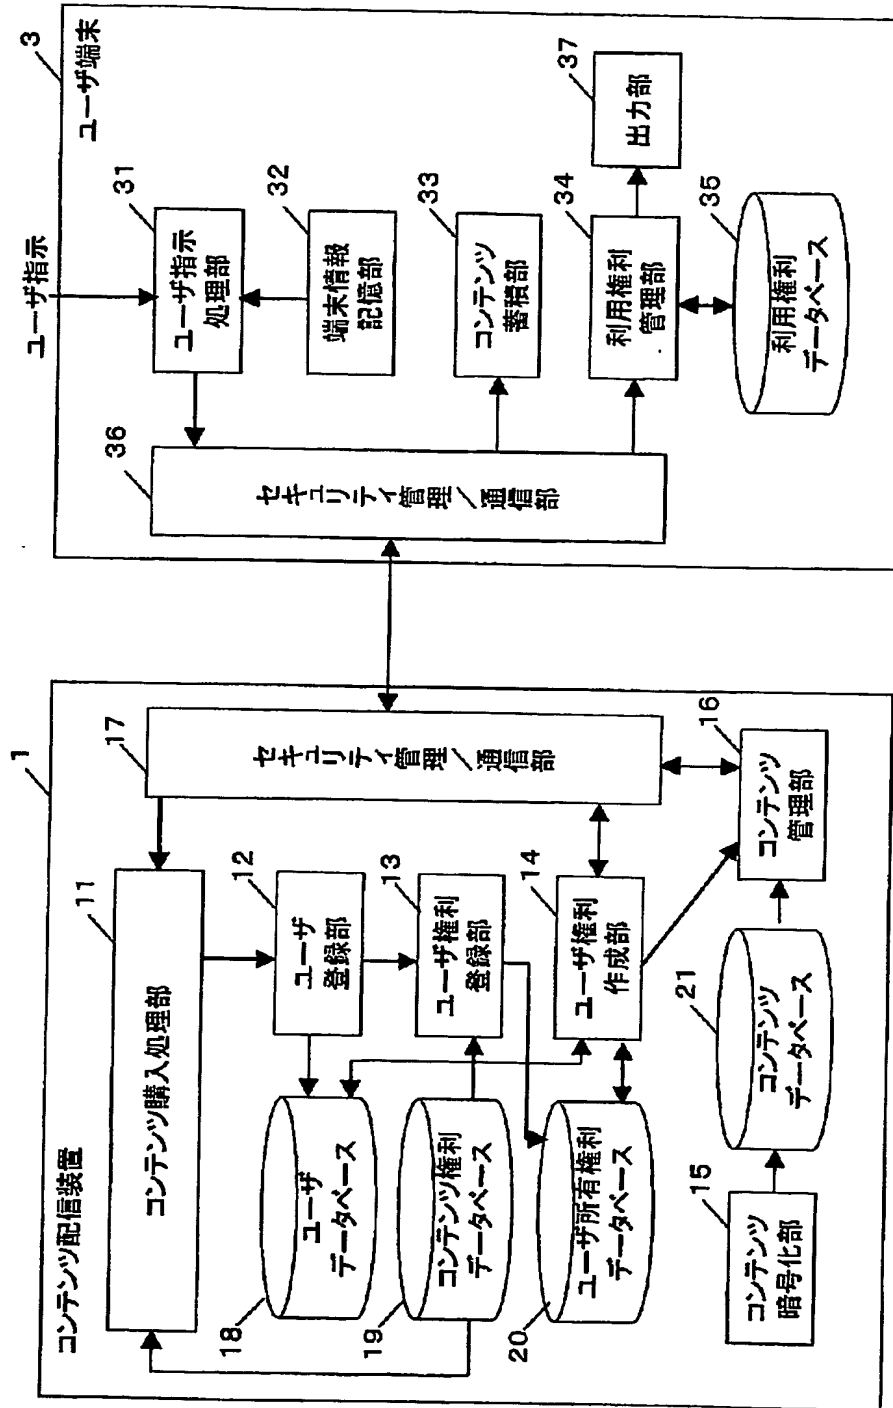 1
コンテンツ配信装置
11
コンテンツ購入処理部
17
セキュリティ管理／通信部
12
ユーザ
登録部
13
ユーザ権利
登録部
14
ユーザ権利
作成部
16
コンテンツ
管理部
18
ユーザ
データベース
19
コンテンツ権利
データベース
20
ユーザ所有権利
データベース
15
コンテンツ
暗号化部
21
コンテンツ
データベース
ユーザ指示
3
ユーザ端末
36
セキュリティ管理／通信部
31
ユーザ指示
処理部
32
端末情報
記憶部
33
コンテンツ
蓄積部
34
利用権利
管理部
37
出力部
35
利用権利
データベース